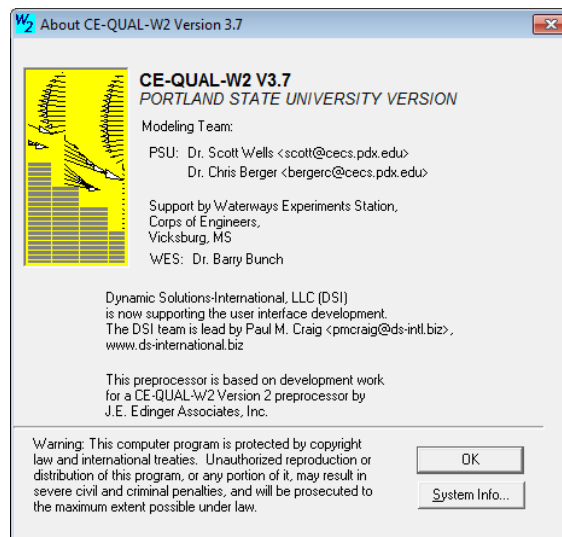 W2 About CE-QUAL-W2 Version 3.7
CE-QUAL-W2 V3.7
PORTLAND STATE UNIVERSITY VERSION
Modeling Team:
PSU: Dr. Scott Wells <scott@cecs.pdx.edu>
Dr. Chris Berger <bergerc@cecs.pdx.edu>
Support by Waterways Experiments Station,
Corps of Engineers,
Vicksburg, MS
WES: Dr. Barry Bunch
Dynamic Solutions-International, LLC (DSI)
is now supporting the user interface development.
The DSI team is lead by Paul M. Craig <pmcraig@ds-intl.biz>,
www.ds-international.biz
This preprocessor is based on development work
for a CE-QUAL-W2 Version 2 preprocessor by
J.E. Edinger Associates, Inc.
Warning: This computer program is protected by copyright
law and international treaties. Unauthorized reproduction or
distribution of this program, or any portion of it, may result in
severe civil and criminal penalties, and will be prosecuted to
the maximum extent possible under law.
OK
System Info...